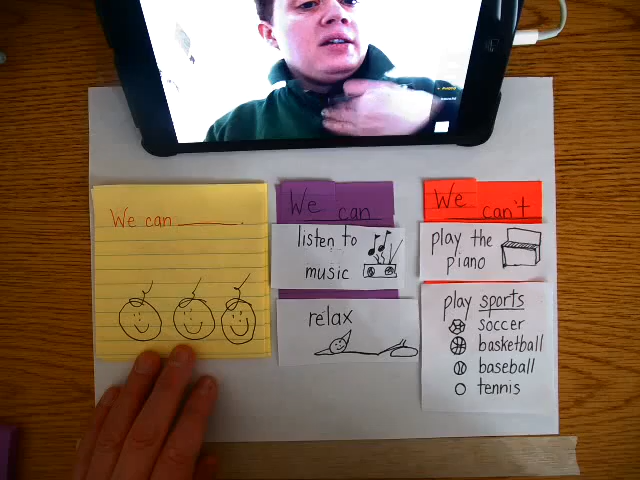 We can ______.
We can
listen to
music
relax
We can't
play the
piano
play sports
soccer
basketball
baseball
tennis